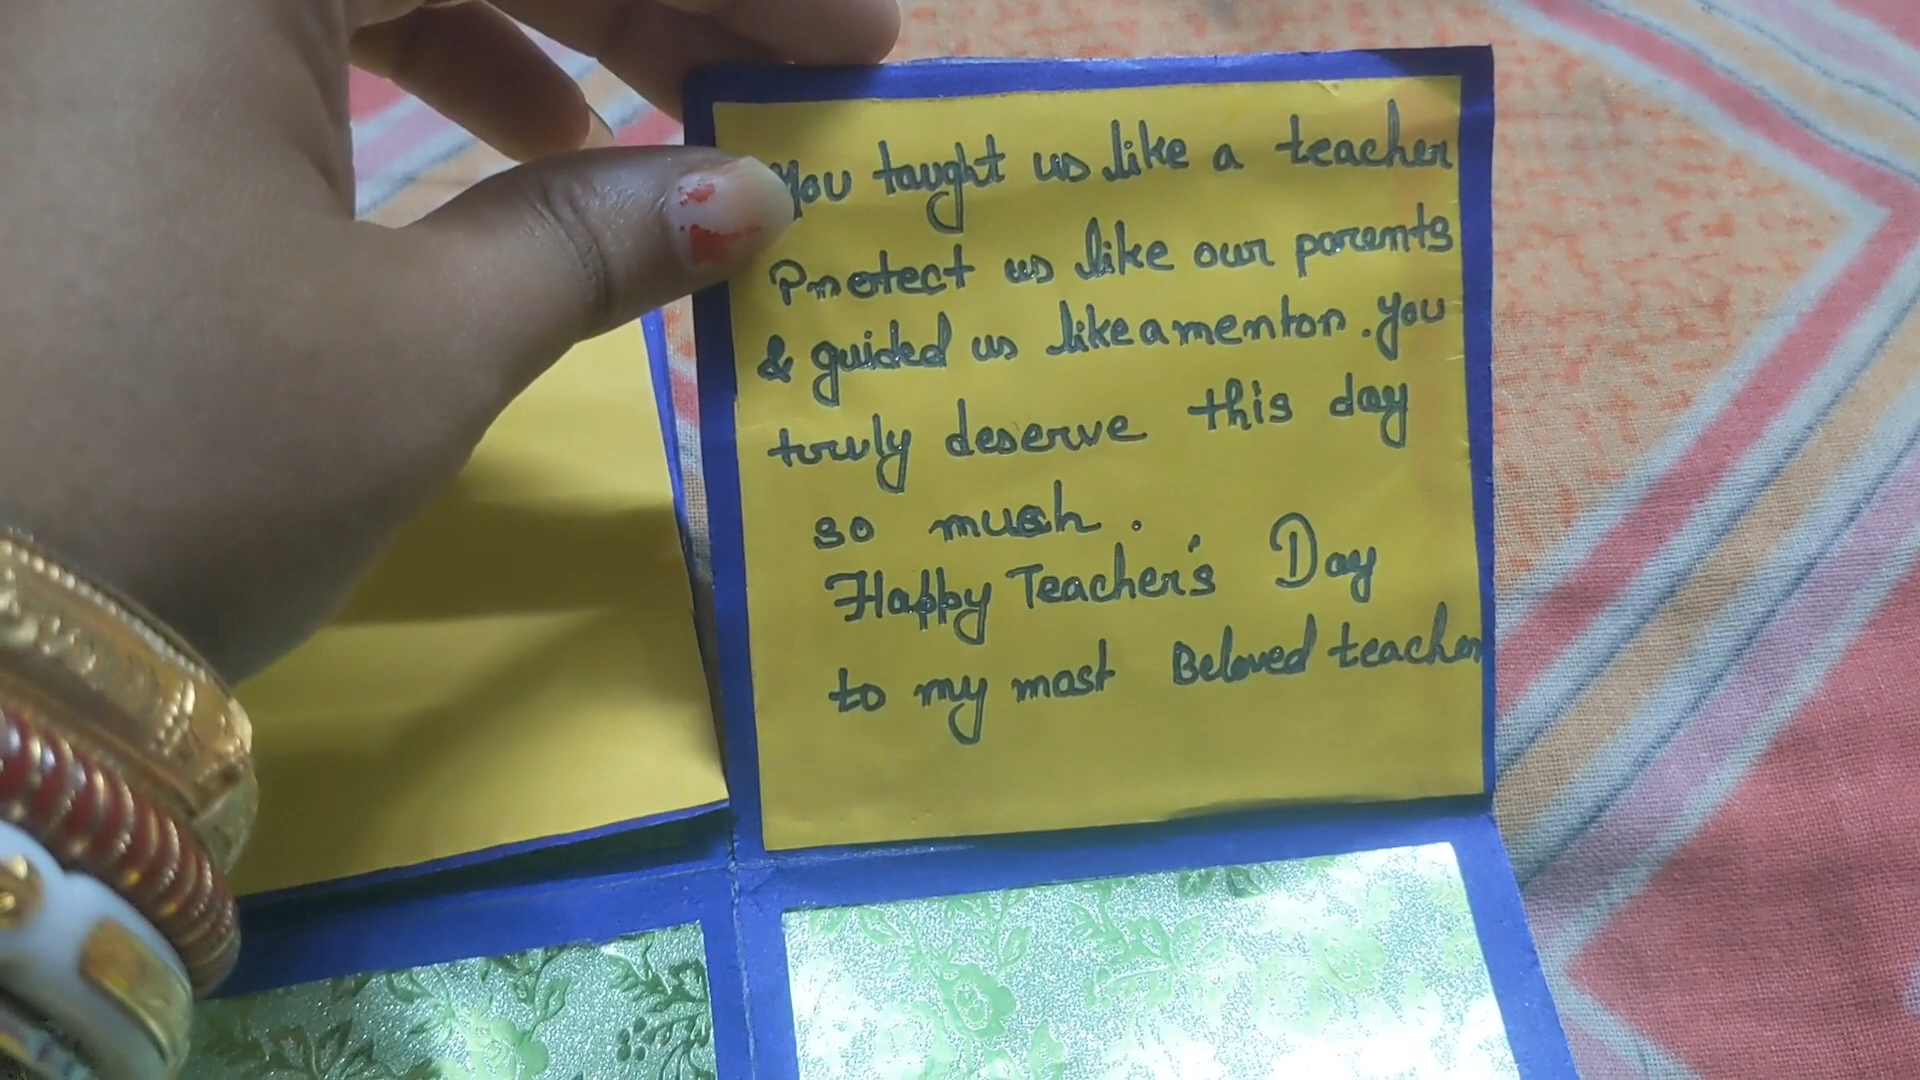 You taught us like a teacher
Protect us like our parents
& guided us like a mentor. You
truly deserve this day
so much.
Happy Teacher's Day
to my most Beloved teacher